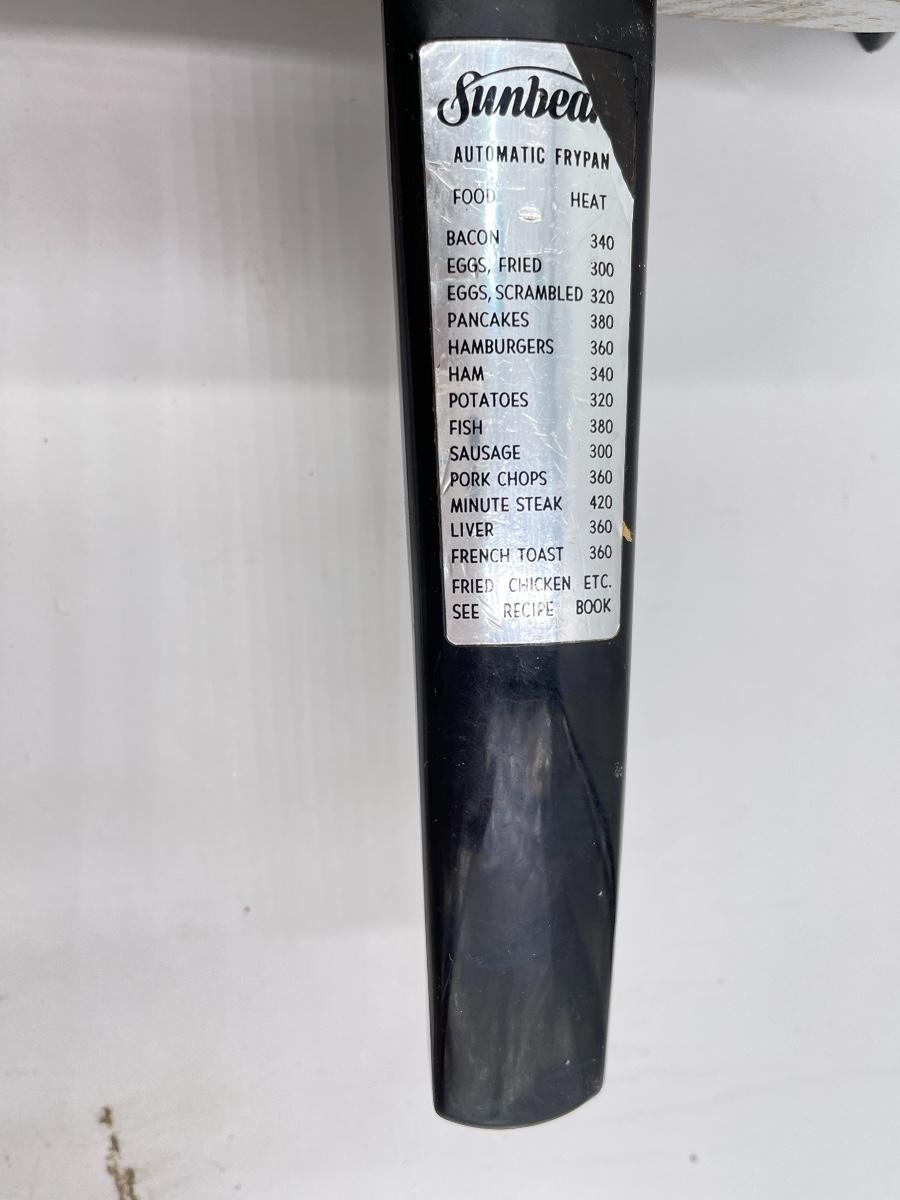 Sunbea
AUTOMATIC FRYPAN
FOOD HEAT
BACON 340
EGGS, FRIED 300
EGGS, SCRAMBLED 320
PANCAKES 380
HAMBURGERS 360
HAM 340
POTATOES 320
FISH 380
SAUSAGE 300
PORK CHOPS 360
MINUTE STEAK 420
LIVER 360
FRENCH TOAST 360
FRIED CHICKEN ETC.
SEE RECIPE BOOK